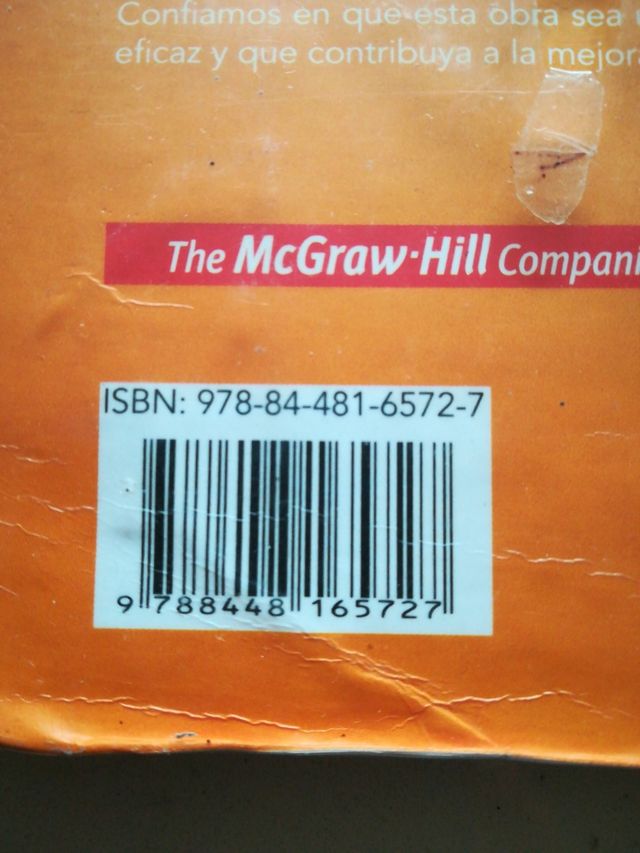 Confiamos en que esta obra sea
eficaz y que contribuya a la mejor
The McGraw-Hill Compani
ISBN: 978-84-481-6572-7
9 788448 165727